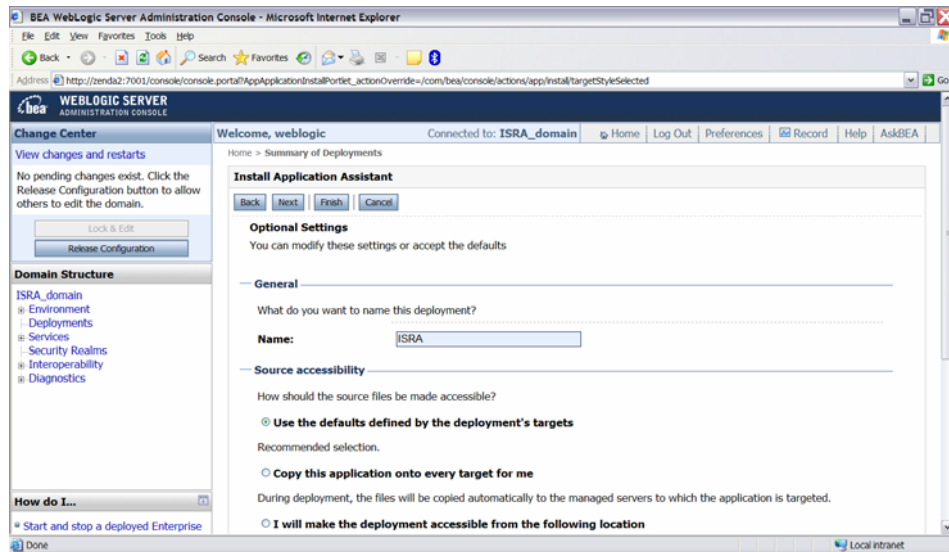 BEA WebLogic Server Administration Console - Microsoft Internet Explorer
File Edit View Favorites Tools Help
Back Search Favorites
Address http://zenda2:7001/console/console.portal?AppApplicationInstallPortlet_actionOverride=/com/bea/console/actions/app/install/targetStyleSelected Go
bea WEBLOGIC SERVER
ADMINISTRATION CONSOLE
Change Center
View changes and restarts
No pending changes exist. Click the
Release Configuration button to allow
others to edit the domain.
Lock & Edit
Release Configuration
Domain Structure
ISRA_domain
Environment
Deployments
Services
Security Realms
Interoperability
Diagnostics
How do I...
Start and stop a deployed Enterprise
Welcome, weblogic Connected to: ISRA_domain Home Log Out Preferences Record Help AskBEA
Home > Summary of Deployments
Install Application Assistant
Back Next Finish Cancel
Optional Settings
You can modify these settings or accept the defaults
General
What do you want to name this deployment?
Name: ISRA
Source accessibility
How should the source files be made accessible?
Use the defaults defined by the deployment's targets
Recommended selection.
Copy this application onto every target for me
During deployment, the files will be copied automatically to the managed servers to which the application is targeted.
I will make the deployment accessible from the following location
Done Local intranet